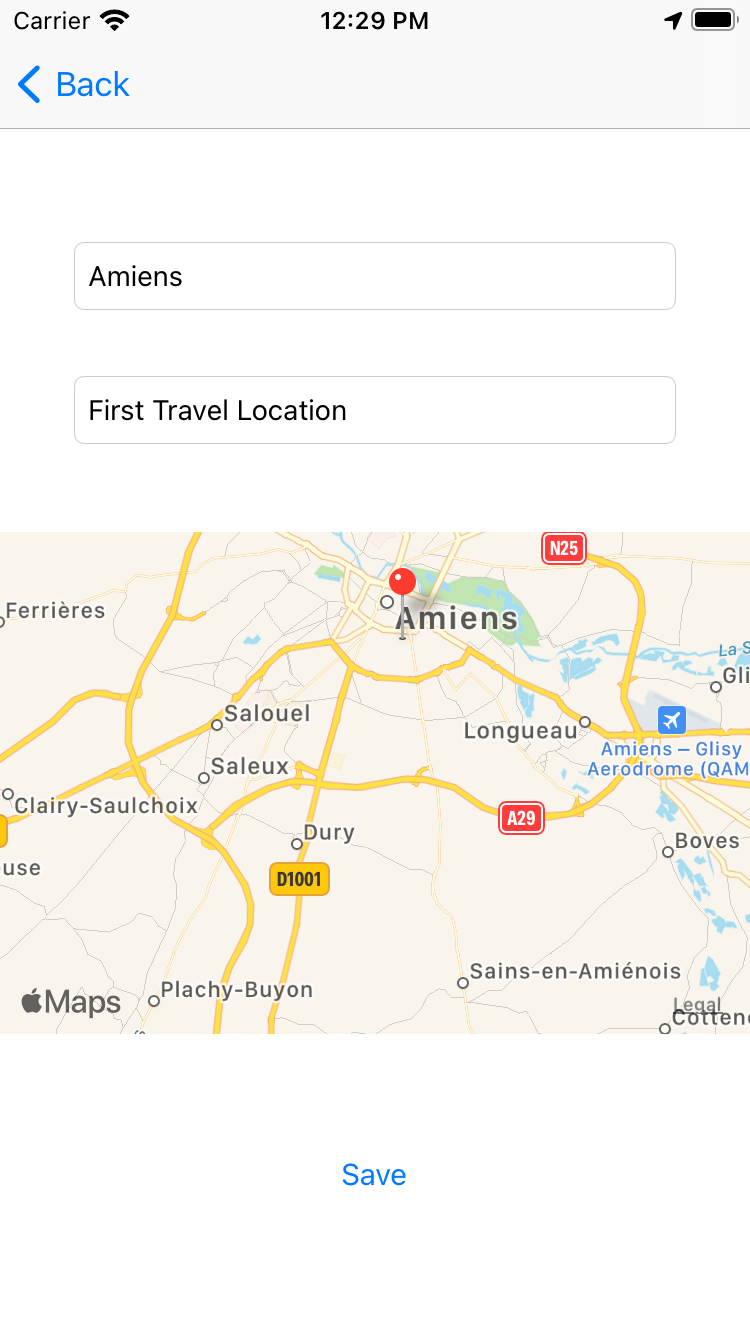 Carrier 12:29 PM
Back
Amiens
First Travel Location
N25
Ferrières
Amiens
La S
Gli
Salouel
Longueau
Amiens – Glisy
Aerodrome (QAM
Saleux
Clairy-Saulchoix
A29
Dury
Boves
use
D1001
Sains-en-Amiénois
Plachy-Buyon
Maps
Legal
Cotten
Save